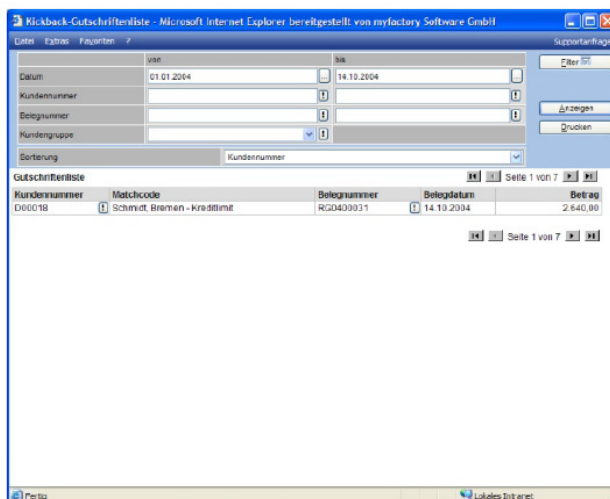 Kickback-Gutschriftenliste - Microsoft Internet Explorer bereitgestellt von myfactory Software GmbH
Datei Extras Favoriten ? Supportanfrage
von bis Filter
Datum 01.01.2004 ... 14.10.2004 ...
Kundennummer
Belegnummer Anzeigen
Kundengruppe Drucken
Sortierung Kundennummer
Gutschriftenliste Seite 1 von 7
Kundennummer Matchcode Belegnummer Belegdatum Betrag
D00018 Schmidt, Bremen - Kreditlimit RG0400031 14.10.2004 2.640,00
Seite 1 von 7
Fertig Lokales Intranet